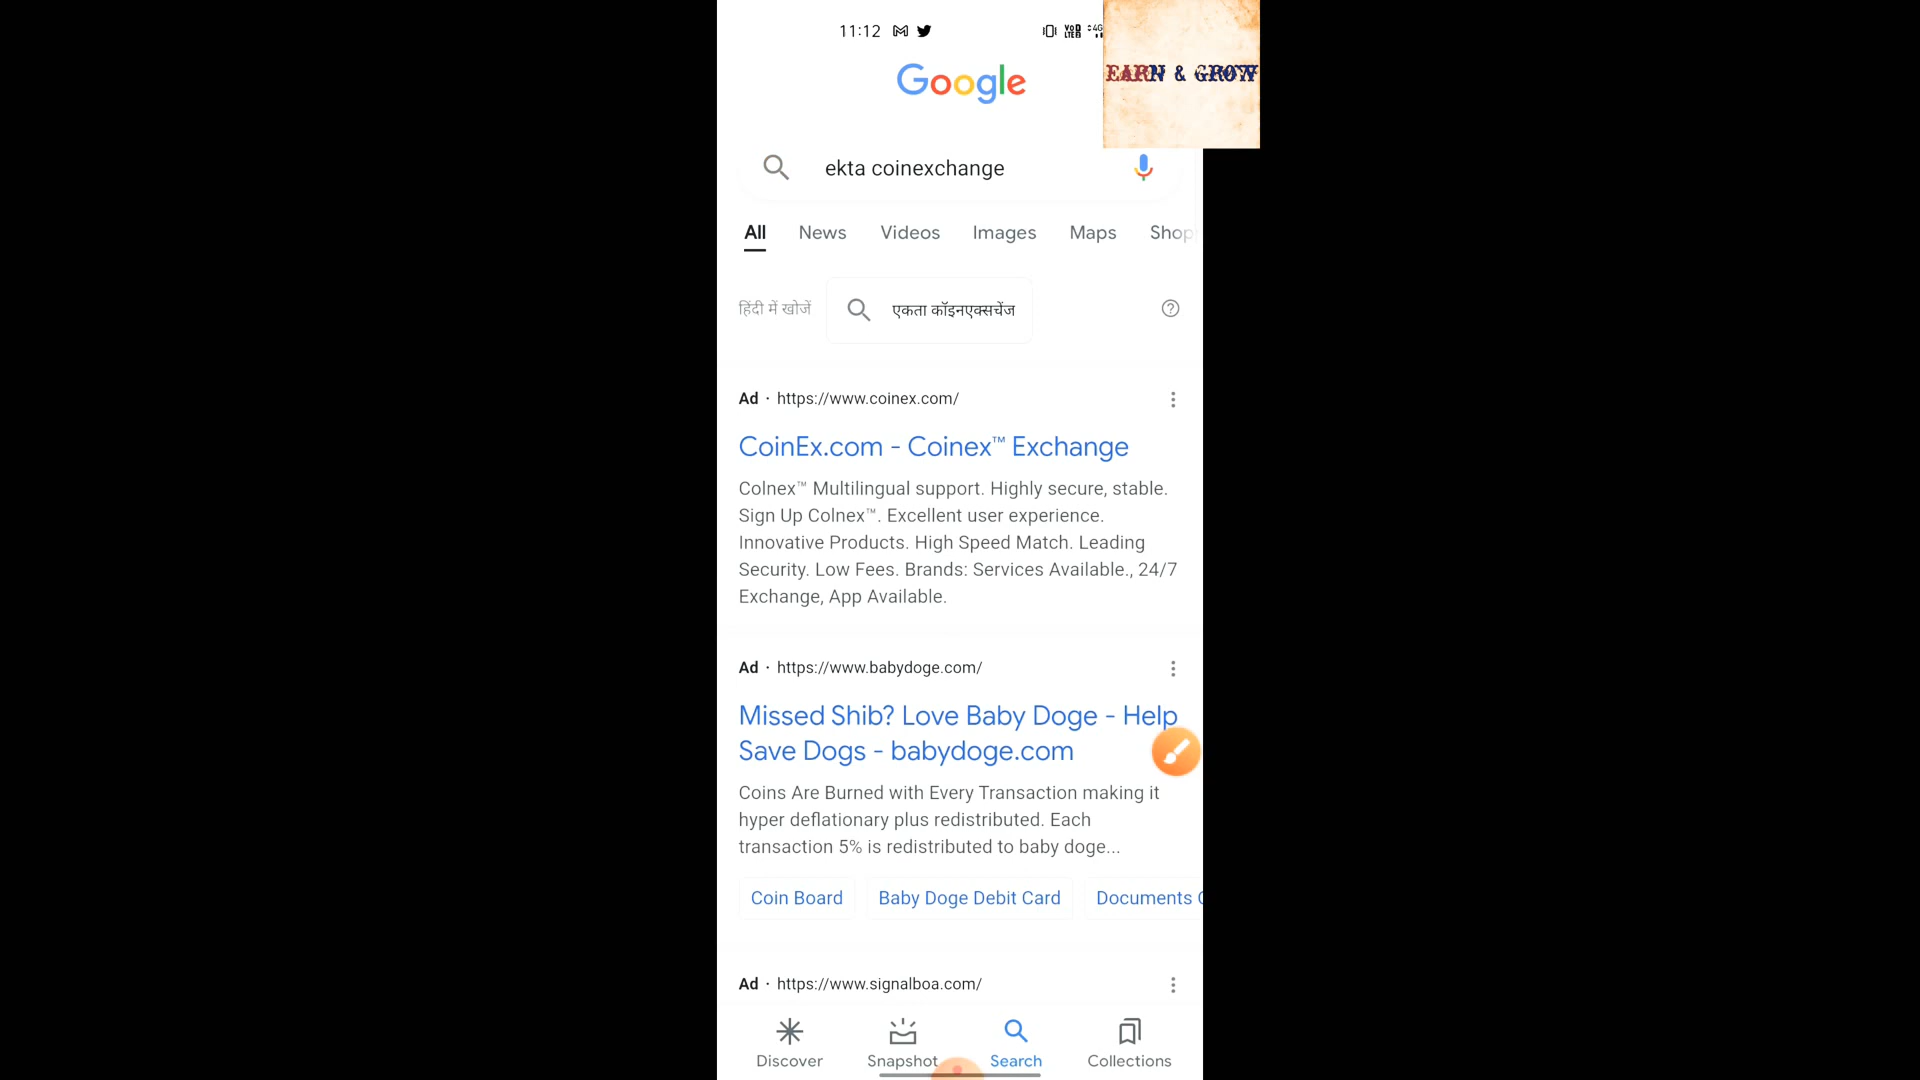 11:12
VoD LTE2 4G
EARN & GROW
Google
ekta coinexchange
All News Videos Images Maps Shop
हिंदी में खोजें
एकता कॉइनएक्सचेंज
Ad · https://www.coinex.com/
CoinEx.com - Coinex™ Exchange
Colnex™ Multilingual support. Highly secure, stable.
Sign Up Colnex™. Excellent user experience.
Innovative Products. High Speed Match. Leading
Security. Low Fees. Brands: Services Available., 24/7
Exchange, App Available.
Ad · https://www.babydoge.com/
Missed Shib? Love Baby Doge - Help
Save Dogs - babydoge.com
Coins Are Burned with Every Transaction making it
hyper deflationary plus redistributed. Each
transaction 5% is redistributed to baby doge...
Coin Board Baby Doge Debit Card Documents
Ad · https://www.signalboa.com/
Discover Snapshot Search Collections